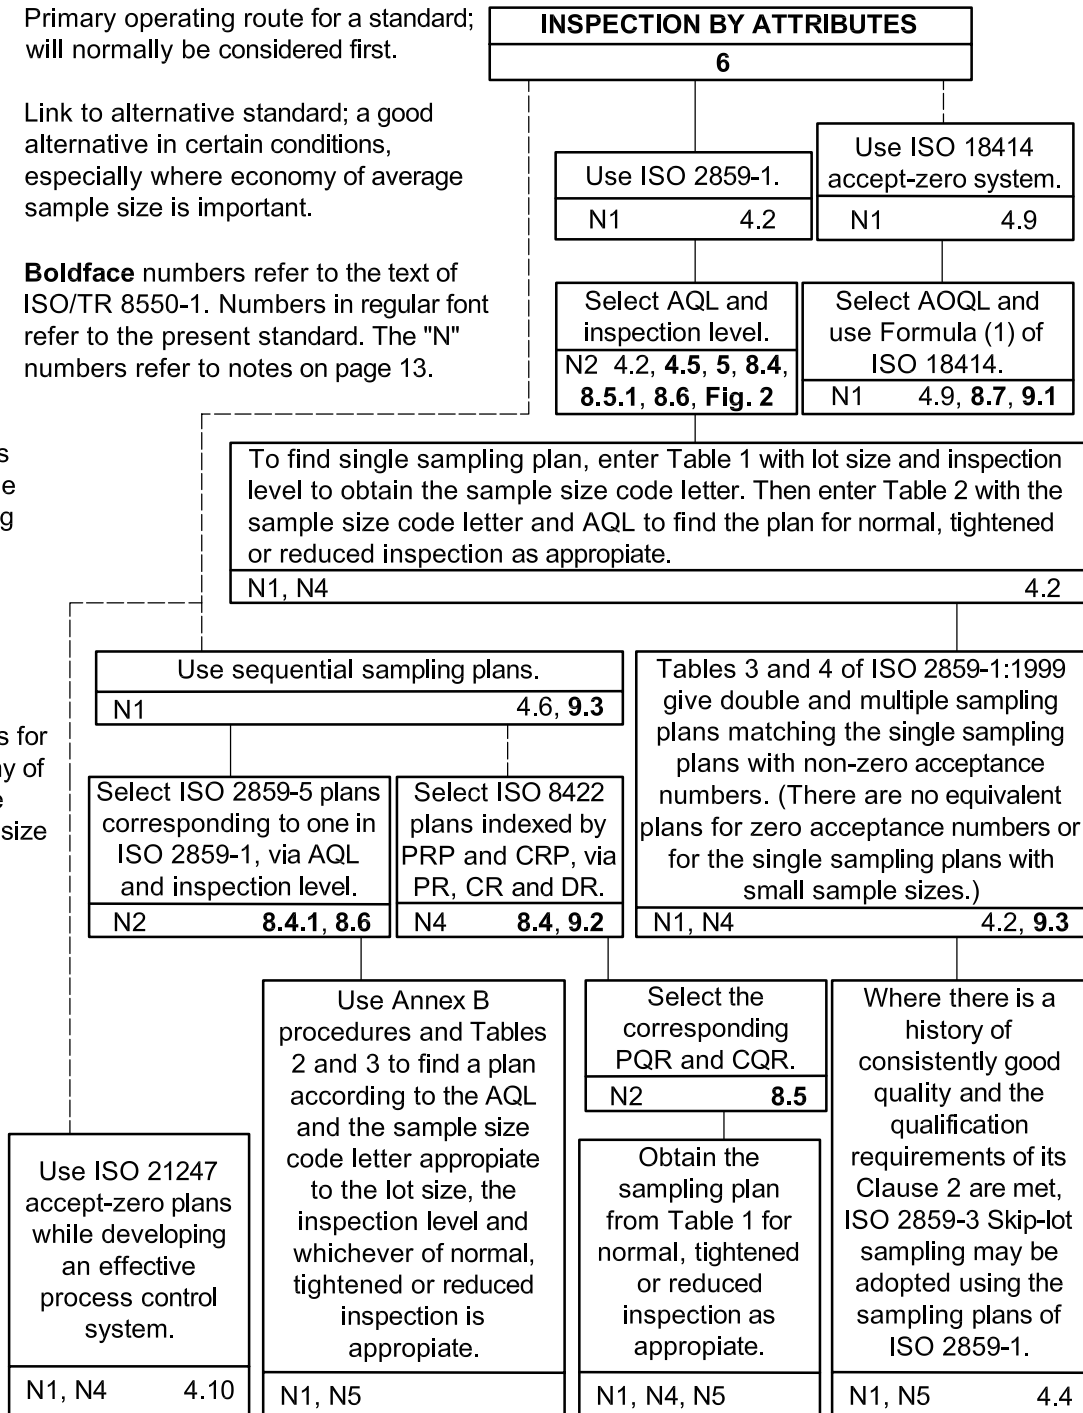 Primary operating route for a standard;
will normally be considered first.
Link to alternative standard; a good
alternative in certain conditions,
especially where economy of average
sample size is important.
Boldface numbers refer to the text of
ISO/TR 8550-1. Numbers in regular font
refer to the present standard. The "N"
numbers refer to notes on page 13.
INSPECTION BY ATTRIBUTES
6
Use ISO 2859-1.
N1 4.2
Use ISO 18414
accept-zero system.
N1 4.9
Select AQL and
inspection level.
N2 4.2, 4.5, 5, 8.4,
8.5.1, 8.6, Fig. 2
Select AOQL and
use Formula (1) of
ISO 18414.
N1 4.9, 8.7, 9.1
s
e
g
To find single sampling plan, enter Table 1 with lot size and inspection
level to obtain the sample size code letter. Then enter Table 2 with the
sample size code letter and AQL to find the plan for normal, tightened
or reduced inspection as appropiate.
N1, N4 4.2
Use sequential sampling plans.
N1 4.6, 9.3
s for
y of
e
size
Select ISO 2859-5 plans
corresponding to one in
ISO 2859-1, via AQL
and inspection level.
N2 8.4.1, 8.6
Select ISO 8422
plans indexed by
PRP and CRP, via
PR, CR and DR.
N4 8.4, 9.2
Tables 3 and 4 of ISO 2859-1:1999
give double and multiple sampling
plans matching the single sampling
plans with non-zero acceptance
numbers. (There are no equivalent
plans for zero acceptance numbers or
for the single sampling plans with
small sample sizes.)
N1, N4 4.2, 9.3
Use ISO 21247
accept-zero plans
while developing
an effective
process control
system.
N1, N4 4.10
Use Annex B
procedures and Tables
2 and 3 to find a plan
according to the AQL
and the sample size
code letter appropiate
to the lot size, the
inspection level and
whichever of normal,
tightened or reduced
inspection is
appropiate.
N1, N5
Select the
corresponding
PQR and CQR.
N2 8.5
Obtain the
sampling plan
from Table 1 for
normal, tightened
or reduced
inspection as
appropiate.
N1, N4, N5
Where there is a
history of
consistently good
quality and the
qualification
requirements of its
Clause 2 are met,
ISO 2859-3 Skip-lot
sampling may be
adopted using the
sampling plans of
ISO 2859-1.
N1, N5 4.4